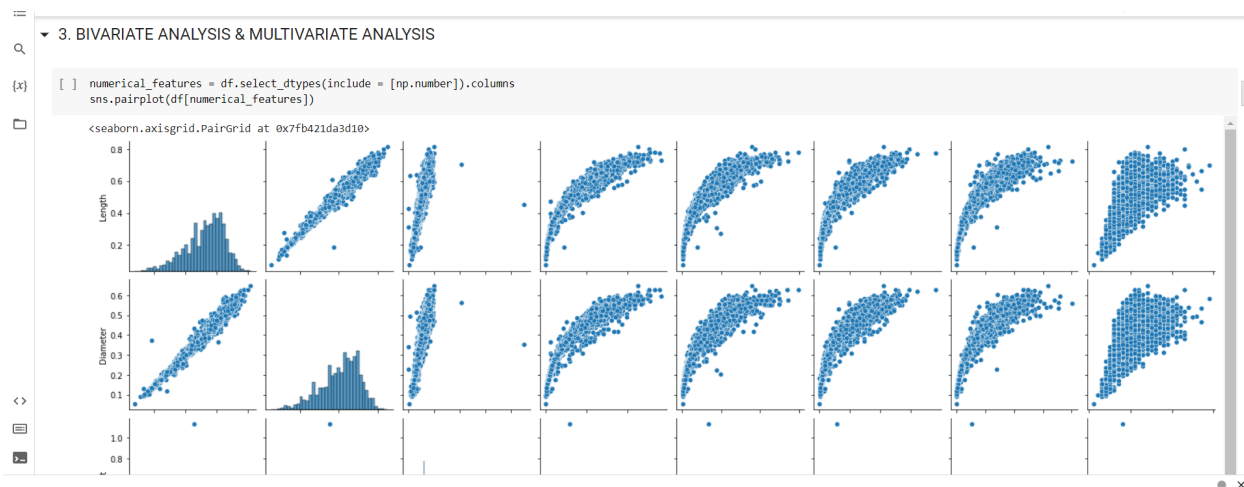 3. BIVARIATE ANALYSIS & MULTIVARIATE ANALYSIS
{x}
[ ] numerical_features = df.select_dtypes(include = [np.number]).columns
sns.pairplot(df[numerical_features])
<seaborn.axisgrid.PairGrid at 0x7fb421da3d10>
0.8
0.6
Length
0.4
0.2
0.6
0.5
0.4
Diameter
0.3
0.2
0.1
1.0
0.8